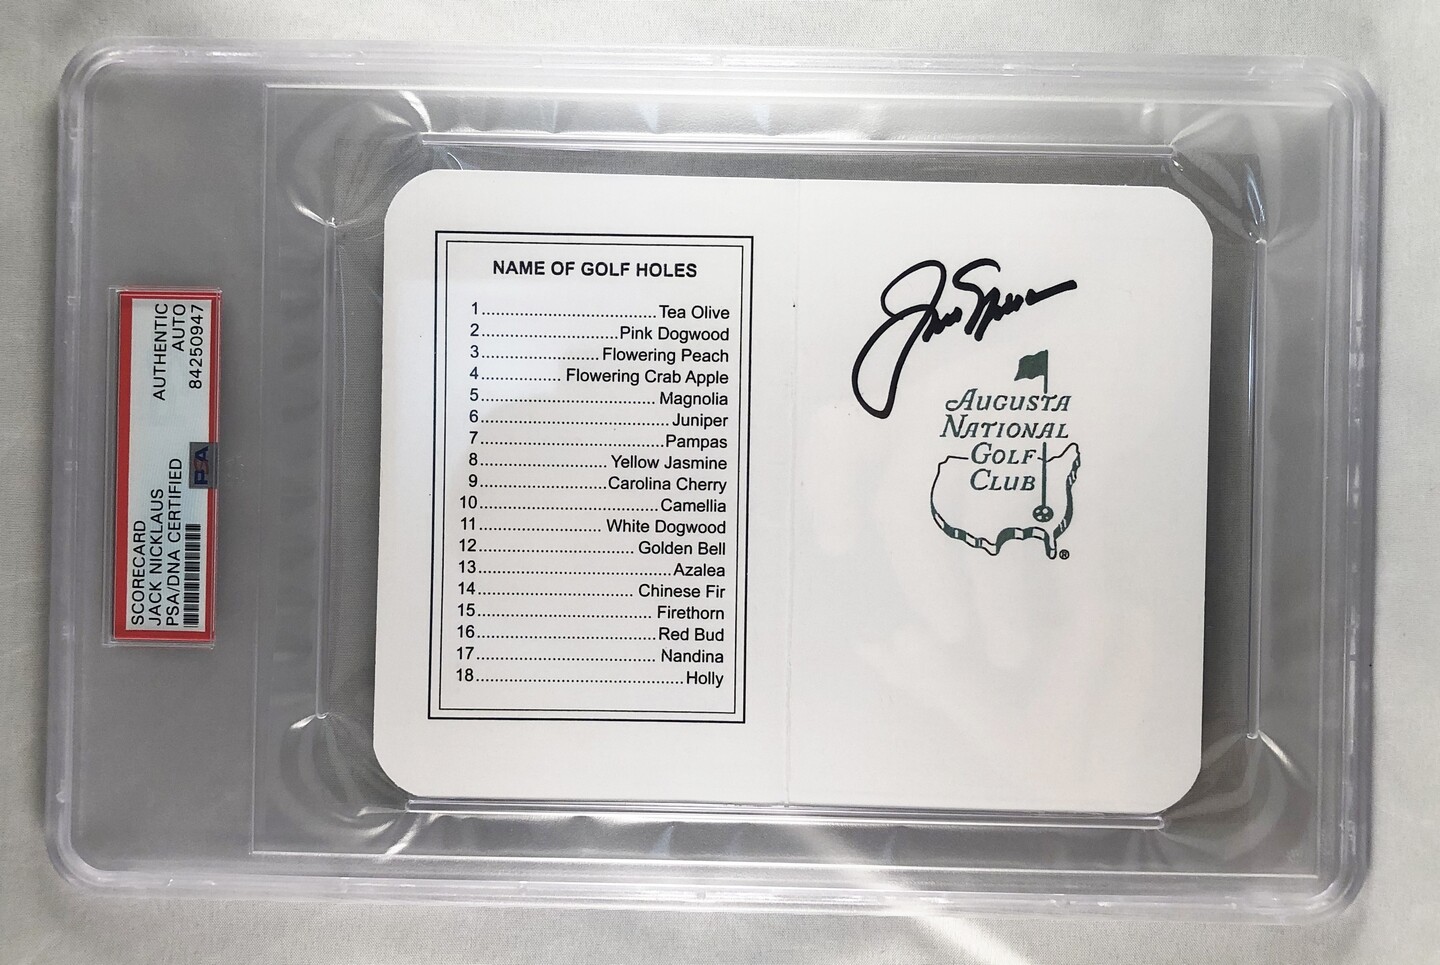 SCORECARD
JACK NICKLAUS
PSA/DNA CERTIFIED
AUTHENTIC
AUTO
84250947
PSA
NAME OF GOLF HOLES
1 Tea Olive
2 Pink Dogwood
3 Flowering Peach
4 Flowering Crab Apple
5 Magnolia
6 Juniper
7 Pampas
8 Yellow Jasmine
9 Carolina Cherry
10 Camellia
11 White Dogwood
12 Golden Bell
13 Azalea
14 Chinese Fir
15 Firethorn
16 Red Bud
17 Nandina
18 Holly
AUGUSTA
NATIONAL
GOLF
CLUB
®